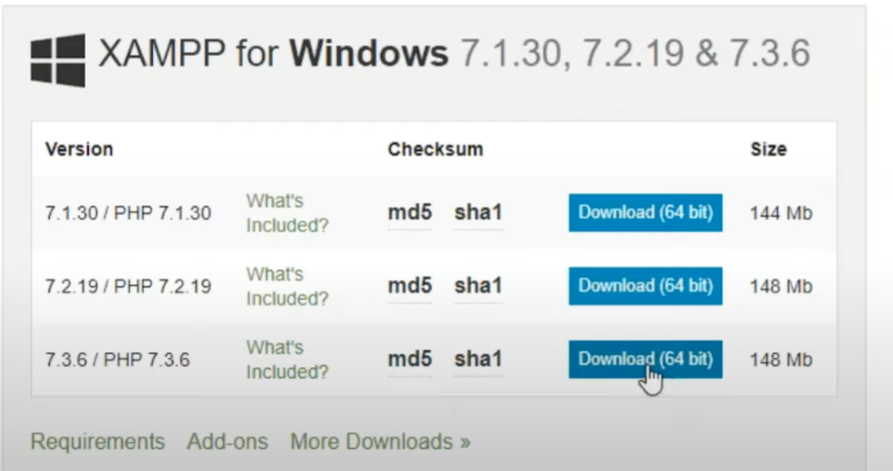 XAMPP for Windows 7.1.30, 7.2.19 & 7.3.6
Version Checksum Size
7.1.30 / PHP 7.1.30 What's Included? md5 sha1 Download (64 bit) 144 Mb
7.2.19 / PHP 7.2.19 What's Included? md5 sha1 Download (64 bit) 148 Mb
7.3.6 / PHP 7.3.6 What's Included? md5 sha1 Download (64 bit) 148 Mb
Requirements Add-ons More Downloads »